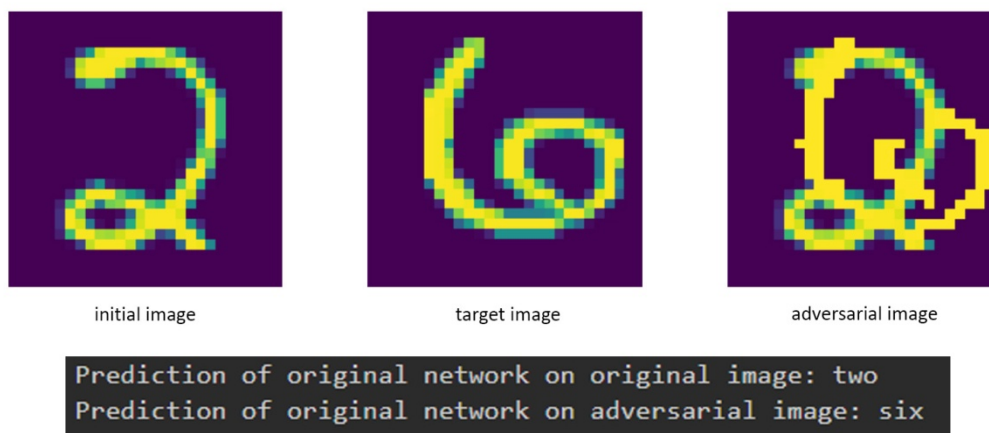 initial image
target image
adversarial image
Prediction of original network on original image: two
Prediction of original network on adversarial image: six